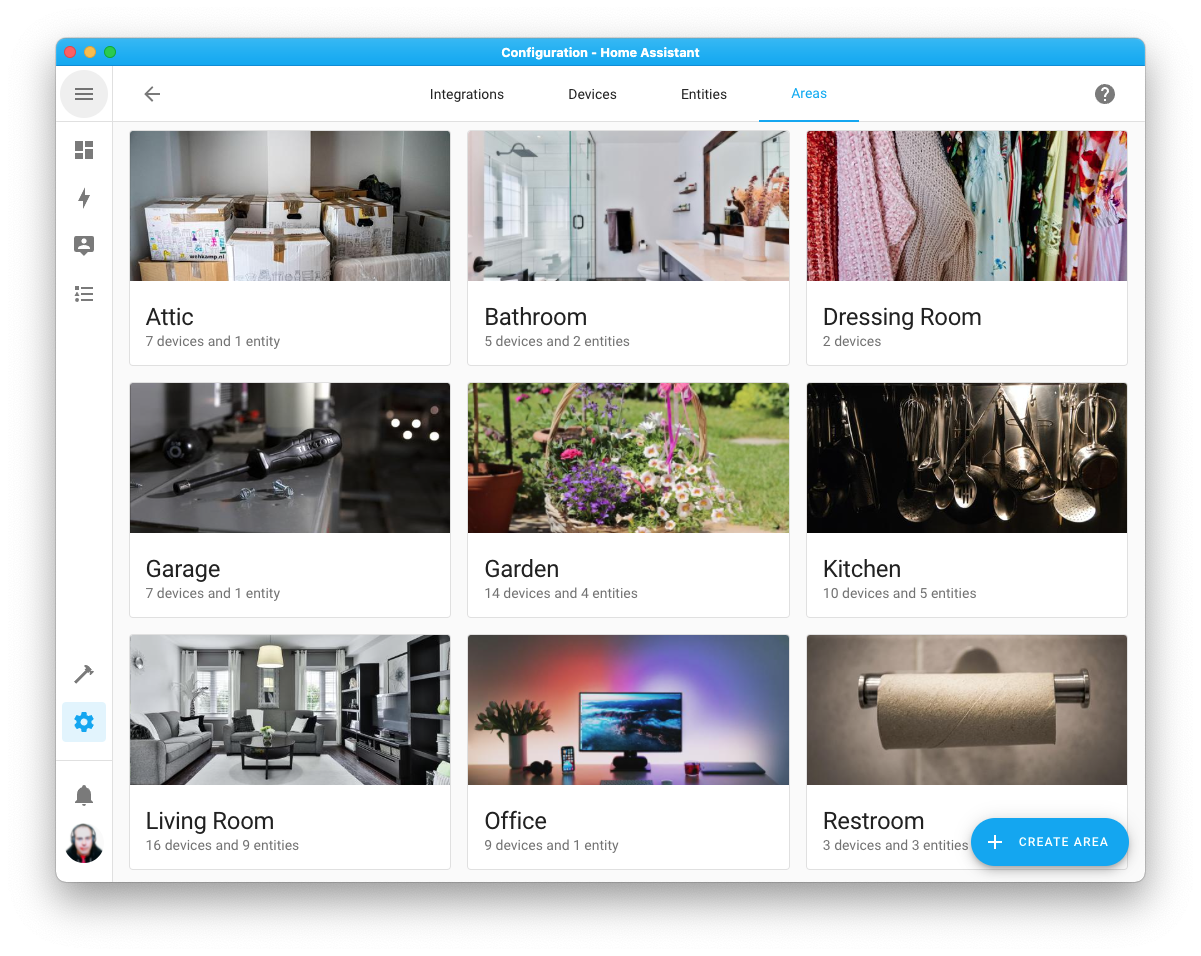 Configuration - Home Assistant
Integrations
Devices
Entities
Areas
wehkamp.nl
Attic
7 devices and 1 entity
Bathroom
5 devices and 2 entities
Dressing Room
2 devices
TEKTON
Garage
7 devices and 1 entity
Garden
14 devices and 4 entities
Kitchen
10 devices and 5 entities
Living Room
16 devices and 9 entities
Office
9 devices and 1 entity
Restroom
3 devices and 3 entities
CREATE AREA